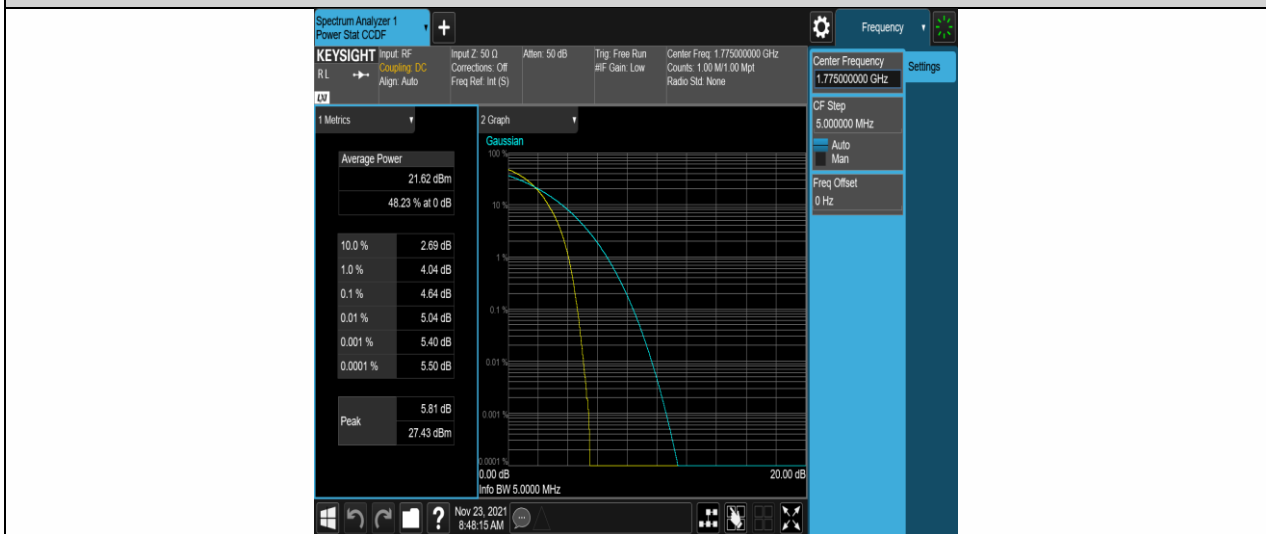 Spectrum Analyzer 1
Power Stat CCDF
Frequency
KEYSIGHT
RL
LXI
Input: RF
Coupling: DC
Align: Auto
Input Z: 50 Ω
Corrections: Off
Freq Ref: Int (S)
Atten: 50 dB
Trig: Free Run
#IF Gain: Low
Center Freq: 1.775000000 GHz
Counts: 1.00 M/1.00 Mpt
Radio Std: None
Center Frequency
1.775000000 GHz
Settings
CF Step
5.000000 MHz
Auto
Man
Freq Offset
0 Hz
1 Metrics
Average Power
21.62 dBm
48.23 % at 0 dB
10.0 % 2.69 dB
1.0 % 4.04 dB
0.1 % 4.64 dB
0.01 % 5.04 dB
0.001 % 5.40 dB
0.0001 % 5.50 dB
Peak
5.81 dB
27.43 dBm
2 Graph
Gaussian
100 %
10 %
1 %
0.1 %
0.01 %
0.001 %
0.0001 %
0.00 dB 20.00 dB
Info BW 5.0000 MHz
?
Nov 23, 2021
8:48:15 AM